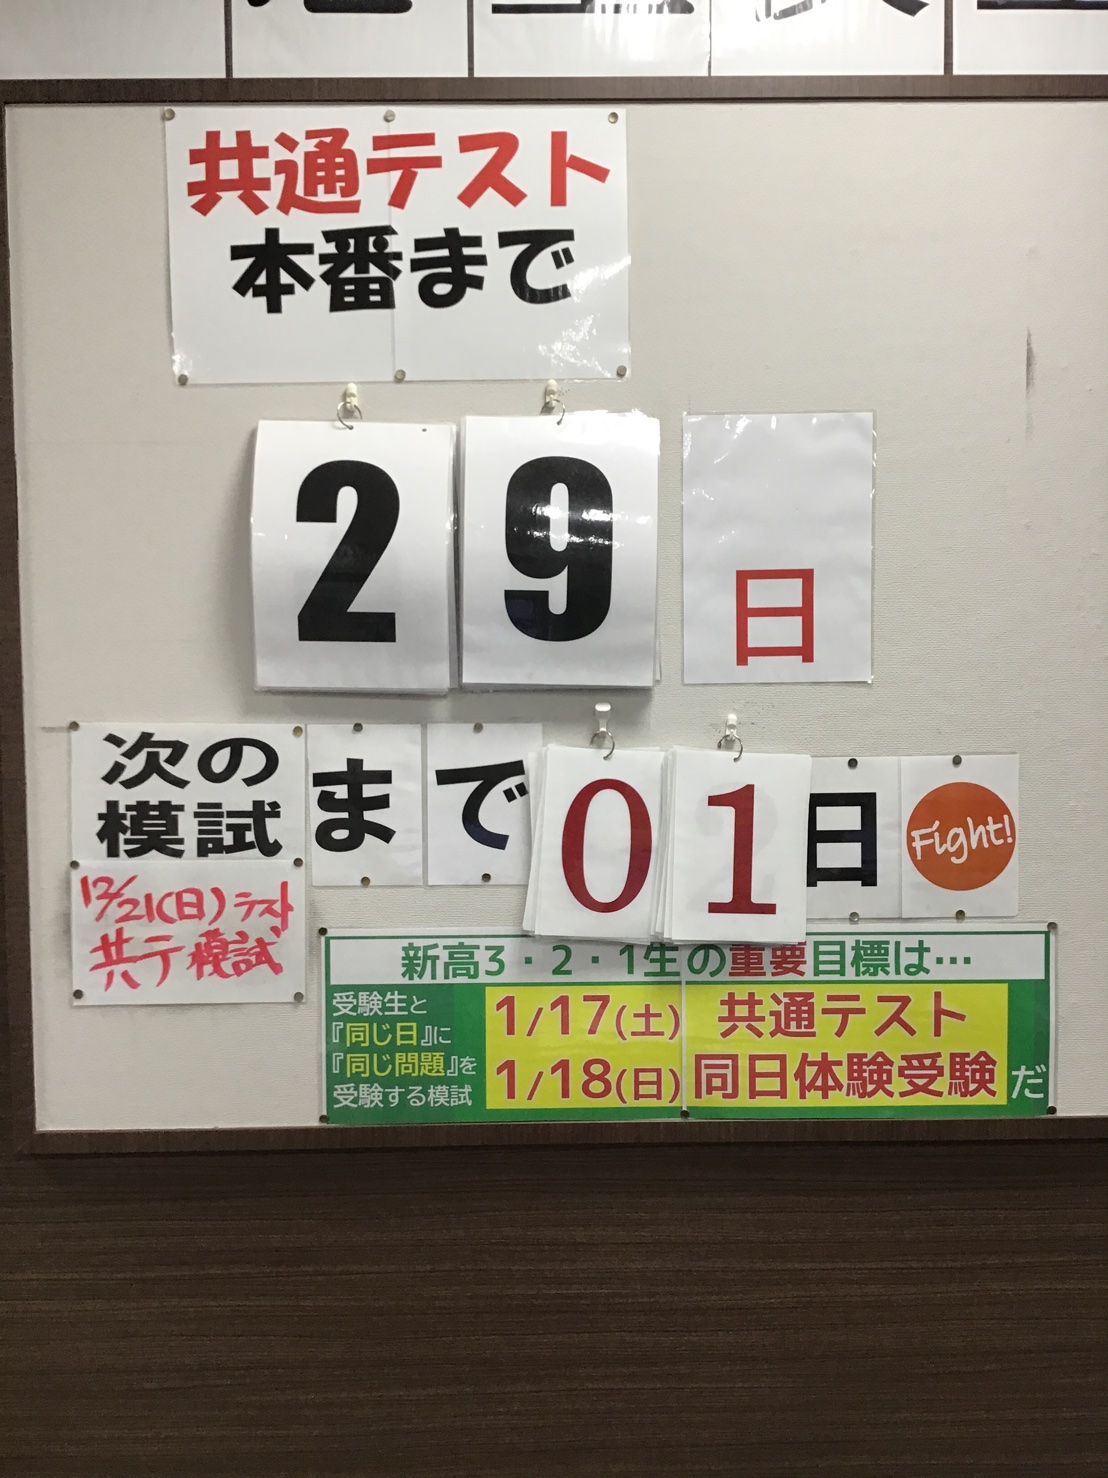 共通テスト
本番まで
29日
次の
模試
まで01日
Fight!
12/21(日)テスト
共テ模試
新高3・2・1生の重要目標は…
受験生と
『同じ日』に
『同じ問題』を
受験する模試
1/17(土)
1/18(日)
共通テスト
同日体験受験だ